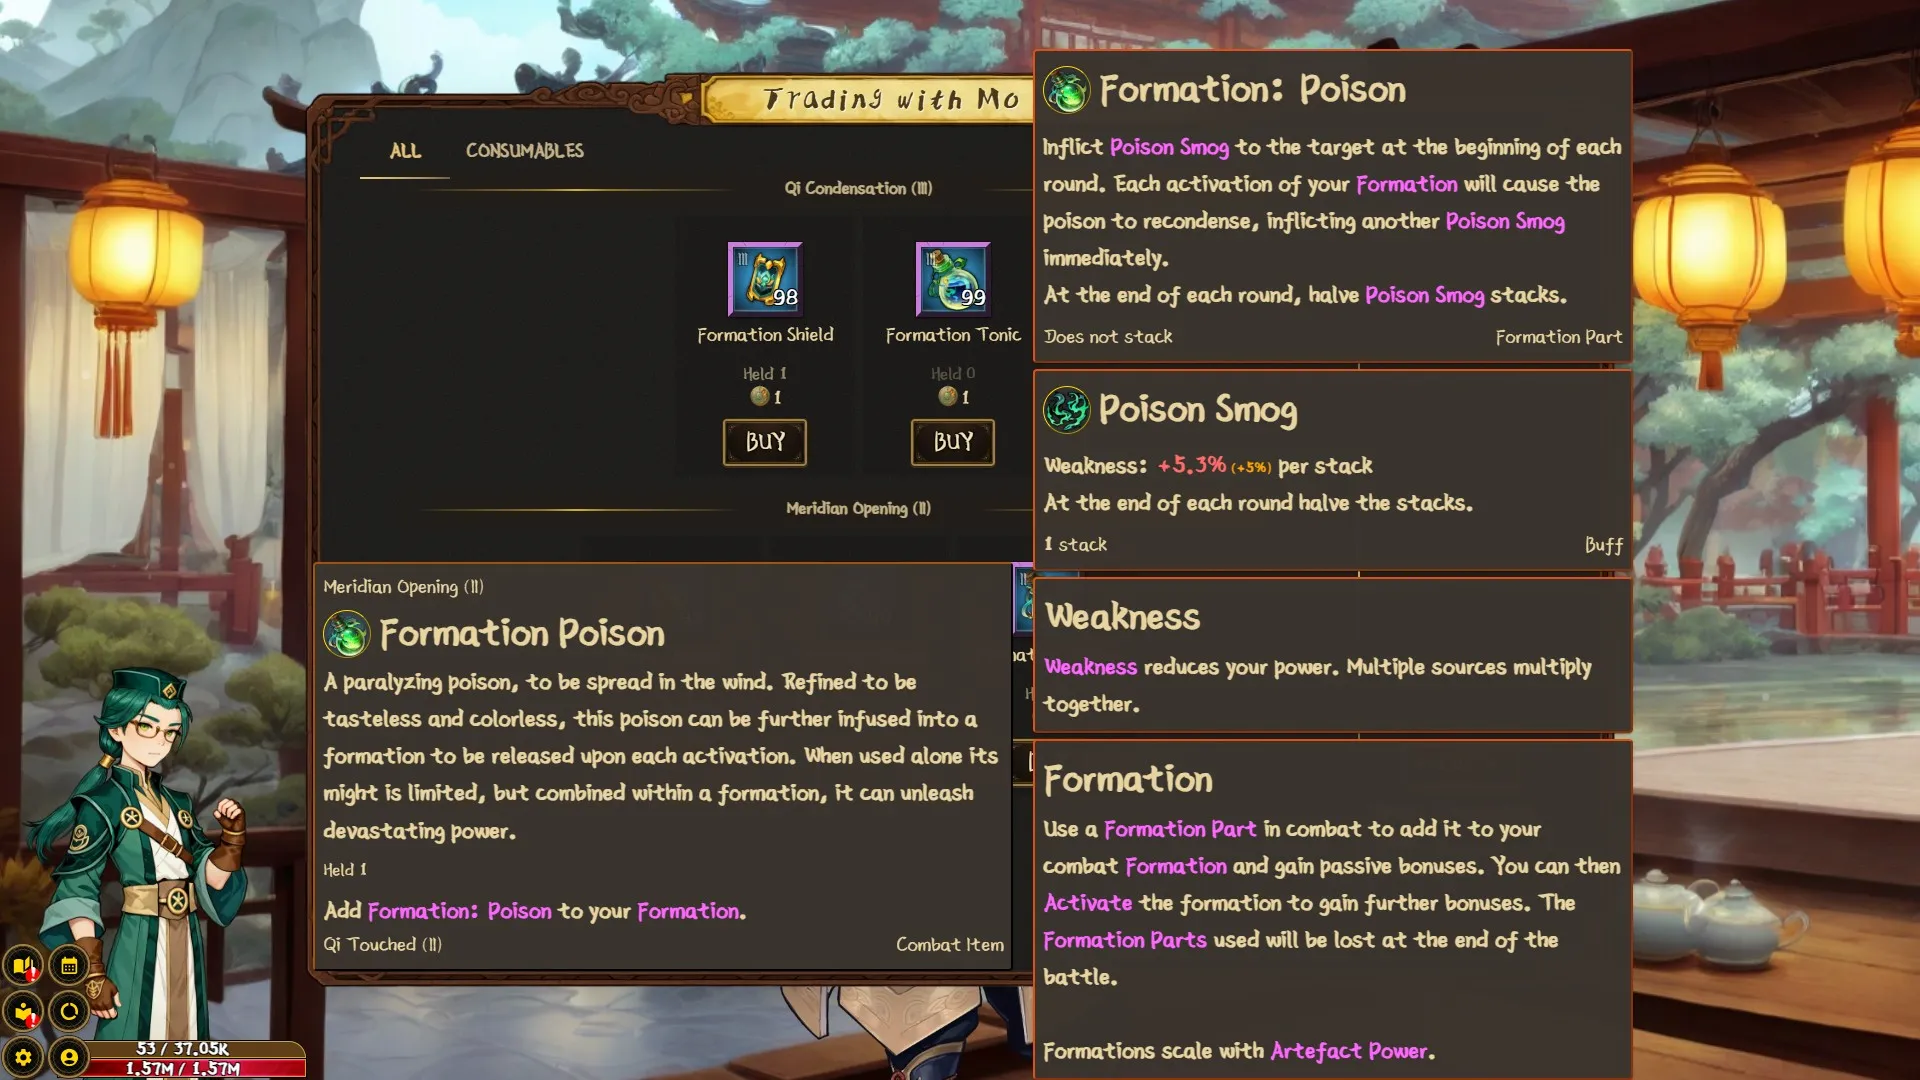 Trading with Mo
ALL
CONSUMABLES
Qi Condensation (III)
III
98
Formation Shield
Held 1
1
BUY
III
99
Formation Tonic
Held 0
1
BUY
Meridian Opening (II)
Meridian Opening (II)
Formation Poison
A paralyzing poison, to be spread in the wind. Refined to be
tasteless and colorless, this poison can be further infused into a
formation to be released upon each activation. When used alone its
might is limited, but combined within a formation, it can unleash
devastating power.
Held 1
Add Formation: Poison to your Formation.
Qi Touched (II)
Combat Item
Formation: Poison
Inflict Poison Smog to the target at the beginning of each
round. Each activation of your Formation will cause the
poison to recondense, inflicting another Poison Smog
immediately.
At the end of each round, halve Poison Smog stacks.
Does not stack
Formation Part
Poison Smog
Weakness: +5.3% (+5%) per stack
At the end of each round halve the stacks.
1 stack
Buff
Weakness
Weakness reduces your power. Multiple sources multiply
together.
Formation
Use a Formation Part in combat to add it to your
combat Formation and gain passive bonuses. You can then
Activate the formation to gain further bonuses. The
Formation Parts used will be lost at the end of the
battle.
Formations scale with Artefact Power.
53 / 37.05K
1.57M / 1.57M